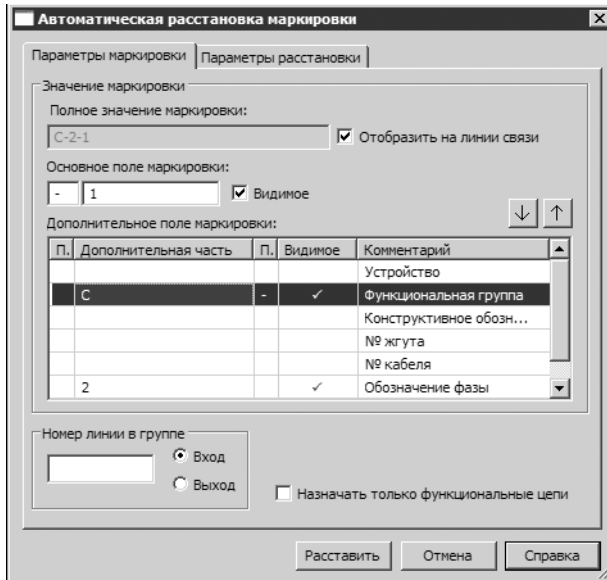 Автоматическая расстановка маркировки
Параметры маркировки Параметры расстановки
Значение маркировки
Полное значение маркировки:
C-2-1 Отобразить на линии связи
Основное поле маркировки:
- 1 Видимое
Дополнительное поле маркировки:
П. Дополнительная часть П. Видимое Комментарий
Устройство
C - ✓ Функциональная группа
Конструктивное обозн...
№ жгута
№ кабеля
2 ✓ Обозначение фазы
Номер линии в группе
Вход
Выход
Назначать только функциональные цепи
Расставить Отмена Справка